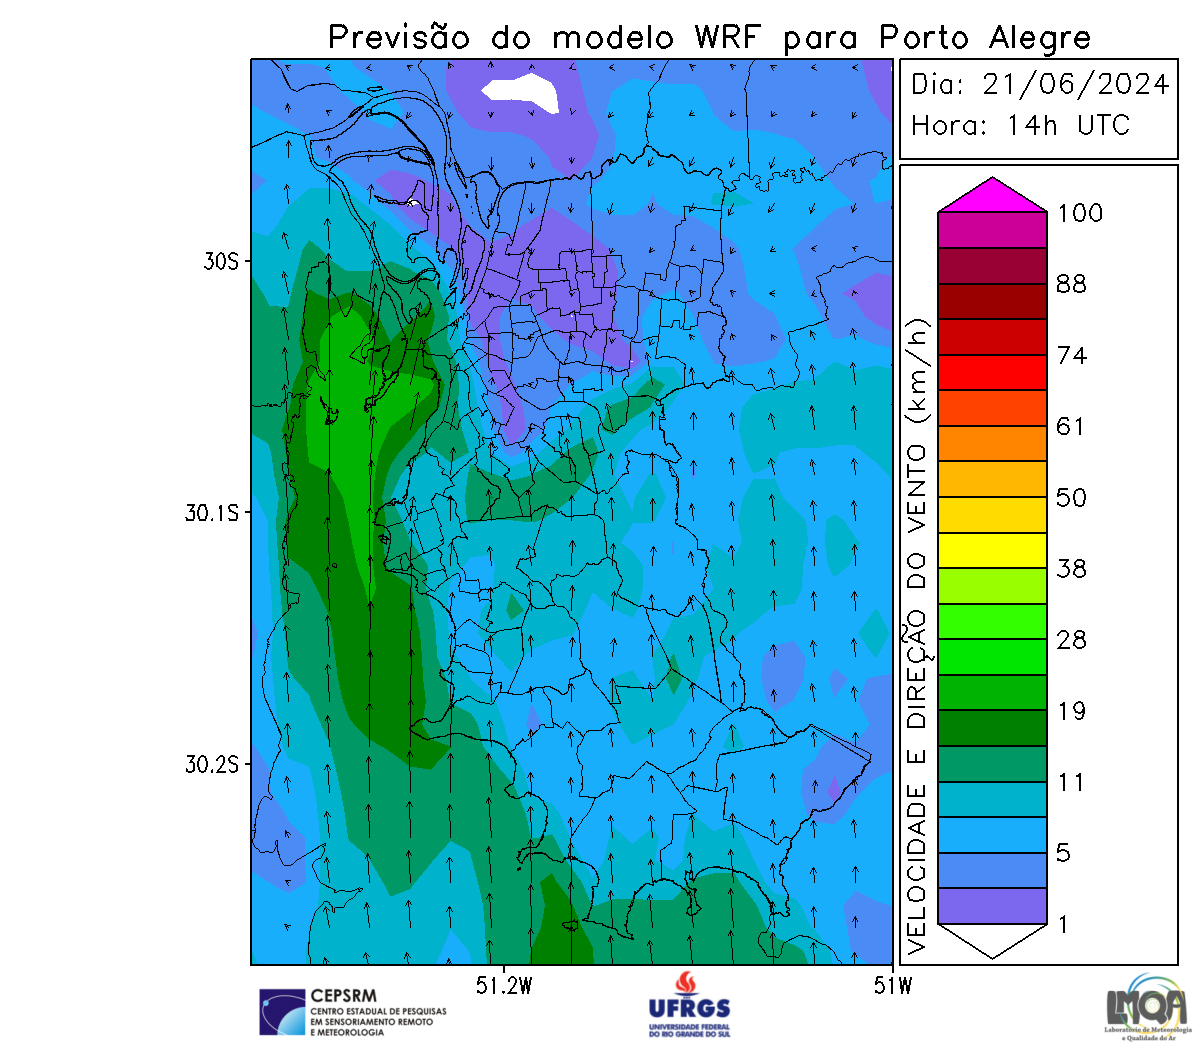 Previsão do modelo WRF para Porto Alegre
Dia: 21/06/2024
Hora: 14h UTC
30S
30.1S
30.2S
51.2W
51W
VELOCIDADE E DIREÇÃO DO VENTO (km/h)
100
88
74
61
50
38
28
19
11
5
1
CEPSRM
CENTRO ESTADUAL DE PESQUISAS
EM SENSORIAMENTO REMOTO
E METEOROLOGIA
UFRGS
UNIVERSIDADE FEDERAL
DO RIO GRANDE DO SUL
LMQA
Laboratório de Meteorologia
e Qualidade do Ar